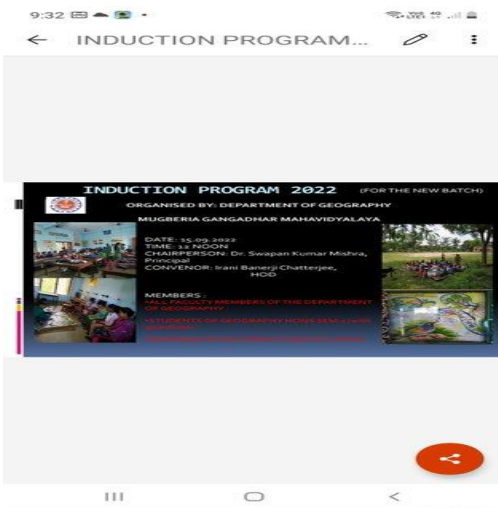 9:32
INDUCTION PROGRAM...
INDUCTION PROGRAM 2022 (FOR THE NEW BATCH)
ORGANISED BY: DEPARTMENT OF GEOGRAPHY
MUGBERIA GANGADHAR MAHAVIDYALAYA
DATE: 15.09.2022
TIME: 12 NOON
CHAIRPERSON: Dr. Swapan Kumar Mishra,
Principal
CONVENOR: Irani Banerji Chatterjee,
HOD
MEMBERS :
•ALL FACULTY MEMBERS OF THE DEPARTMENT
OF GEOGRAPHY
•STUDENTS OF GEOGRAPHY HONS SEM